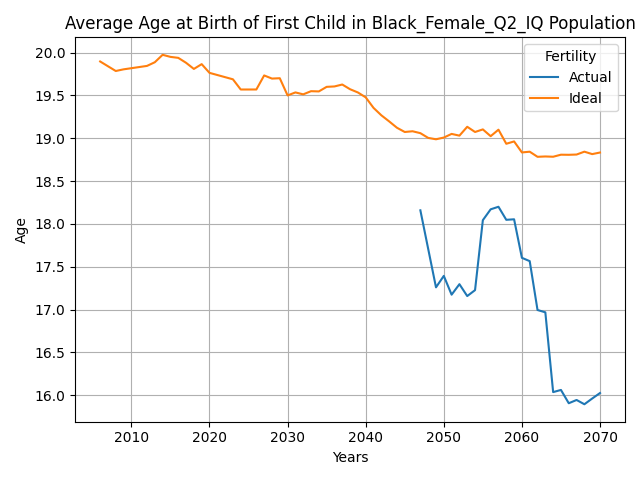 Average Age at Birth of First Child in Black_Female_Q2_IQ Population
Fertility
Actual
Ideal
20.0
19.5
19.0
18.5
18.0
17.5
17.0
16.5
16.0
Age
2010 2020 2030 2040 2050 2060 2070
Years